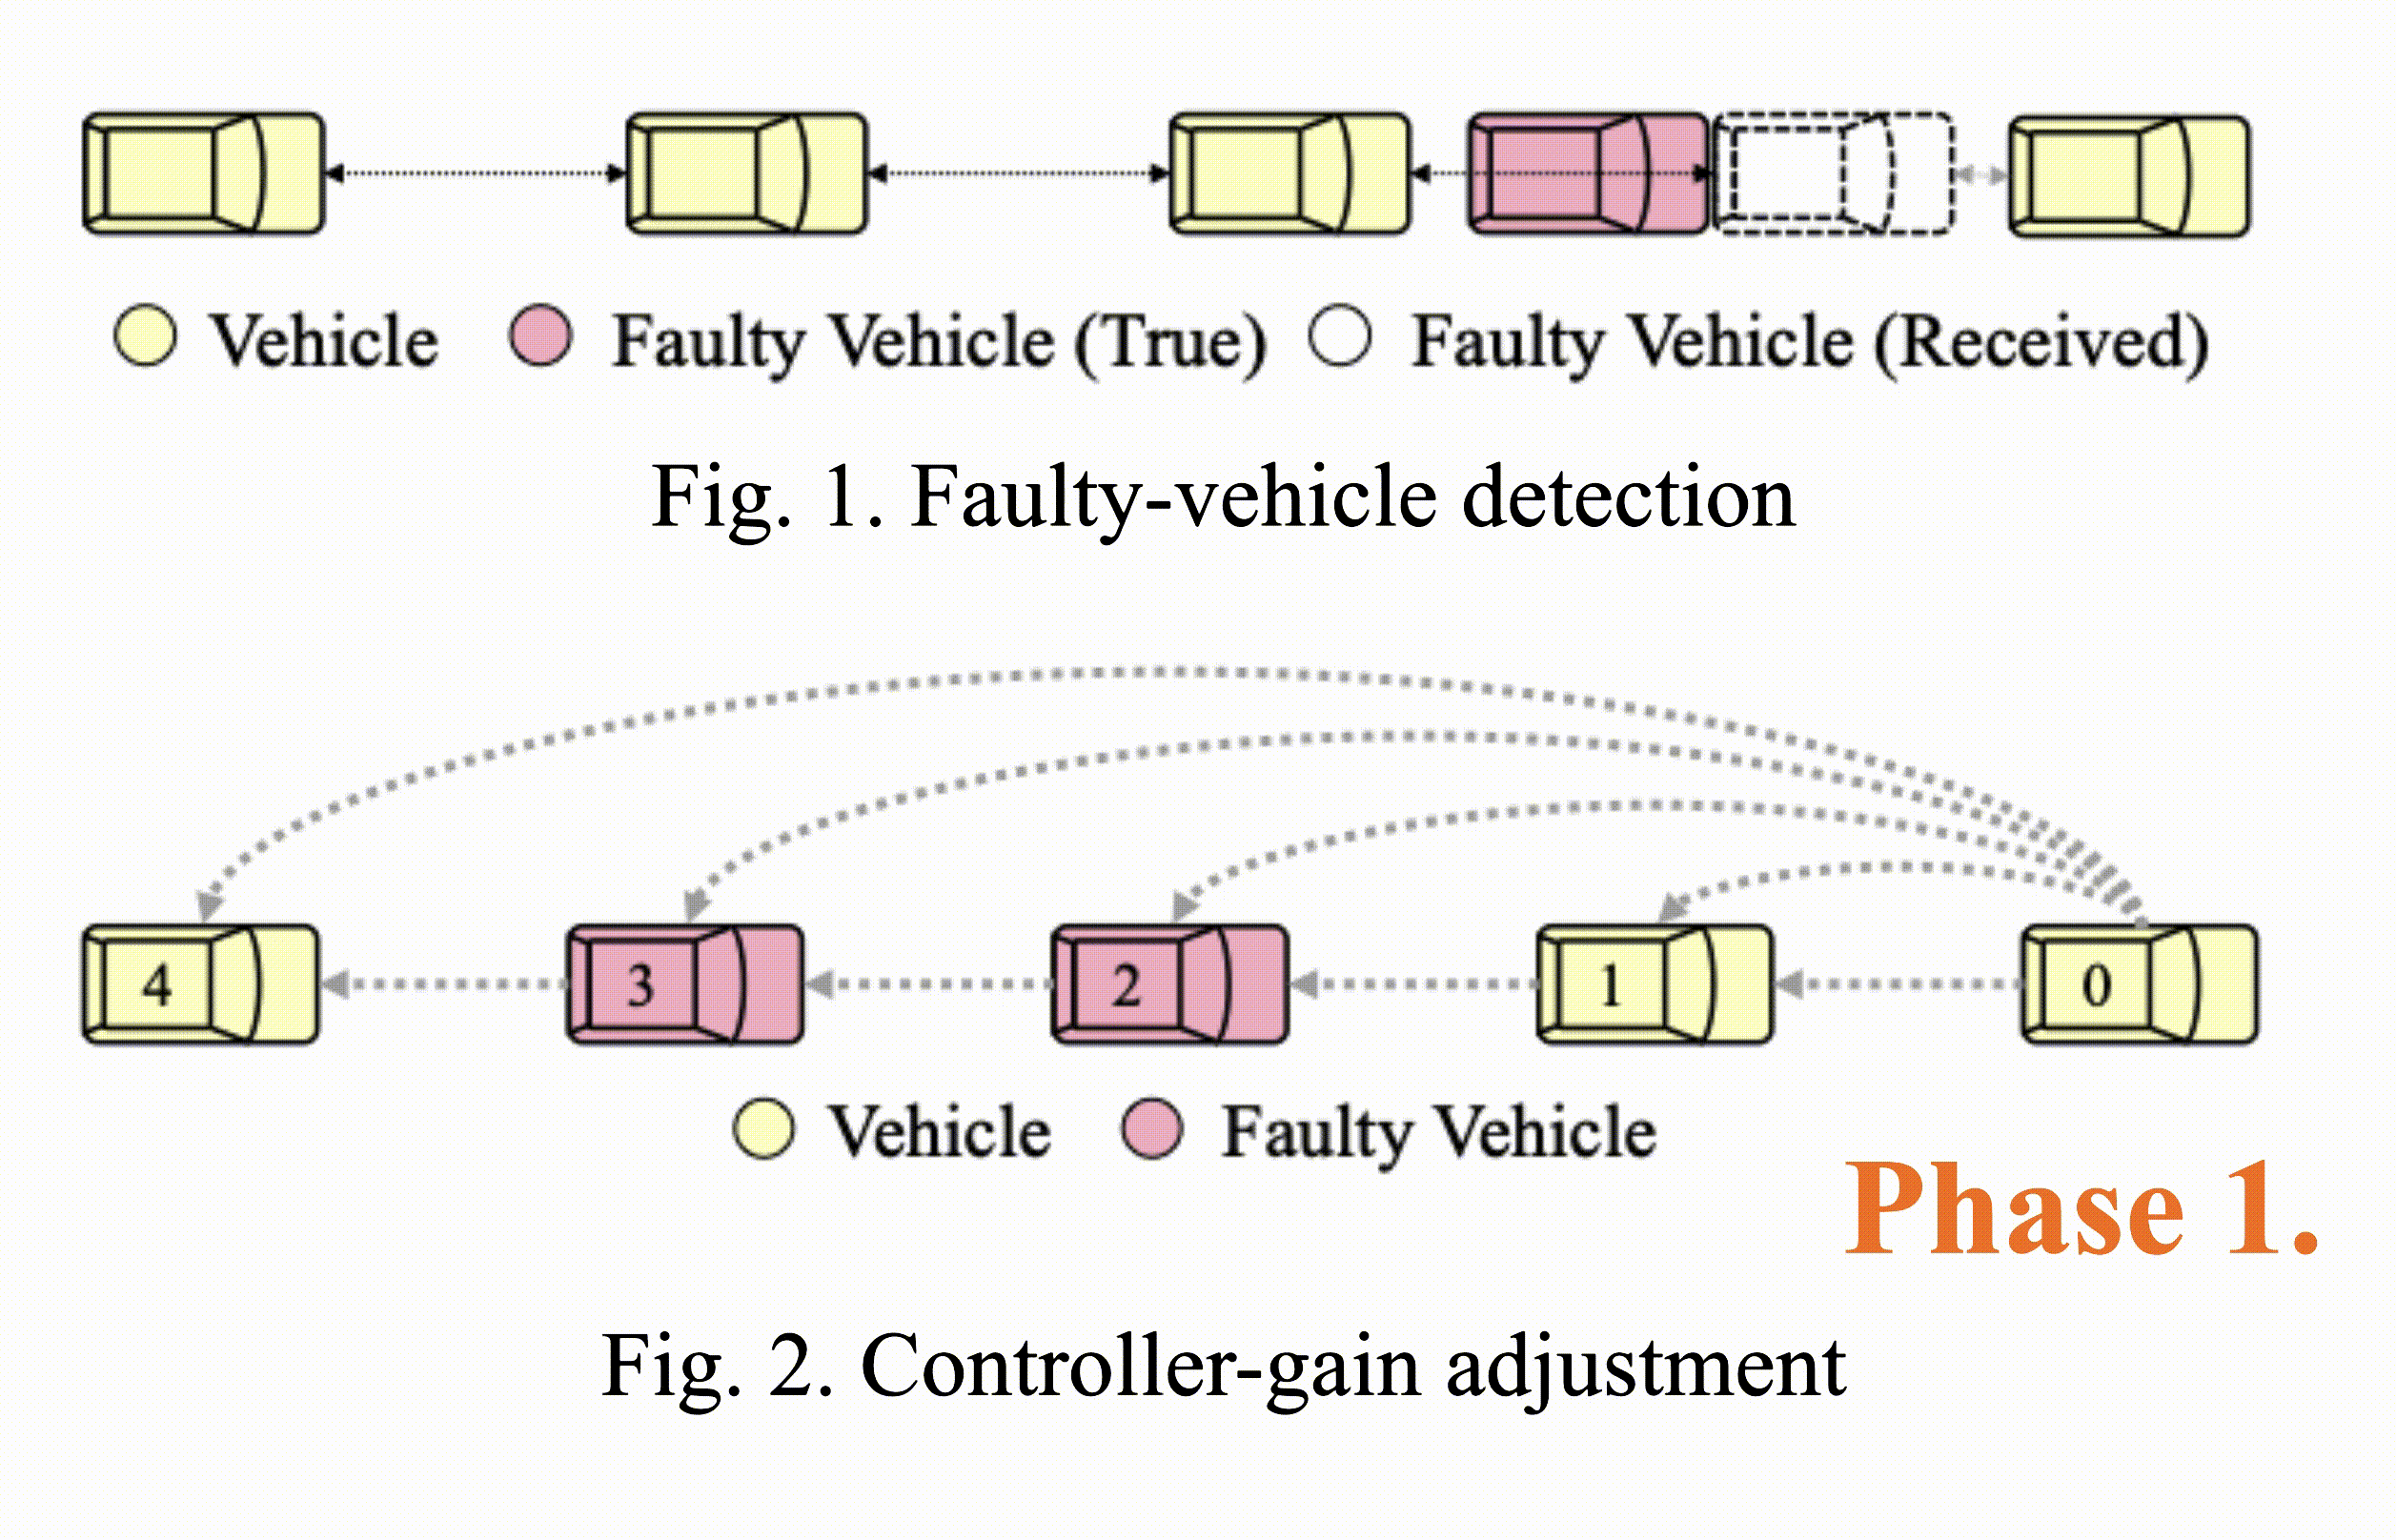 Vehicle Faulty Vehicle (True) Faulty Vehicle (Received)
Fig. 1. Faulty-vehicle detection
4 3 2 1 0
Vehicle Faulty Vehicle
Phase 1.
Fig. 2. Controller-gain adjustment